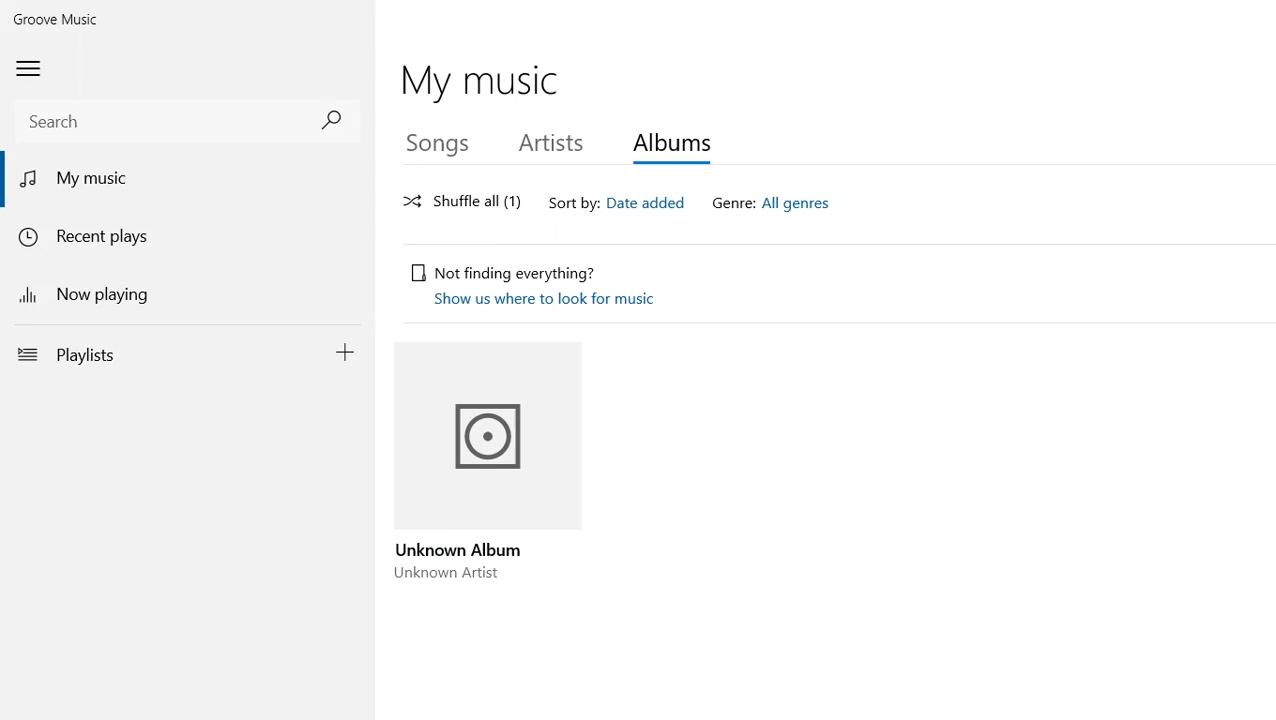 Groove Music
Search
My music
Recent plays
Now playing
Playlists
My music
Songs Artists Albums
Shuffle all (1) Sort by: Date added Genre: All genres
Not finding everything?
Show us where to look for music
Unknown Album
Unknown Artist